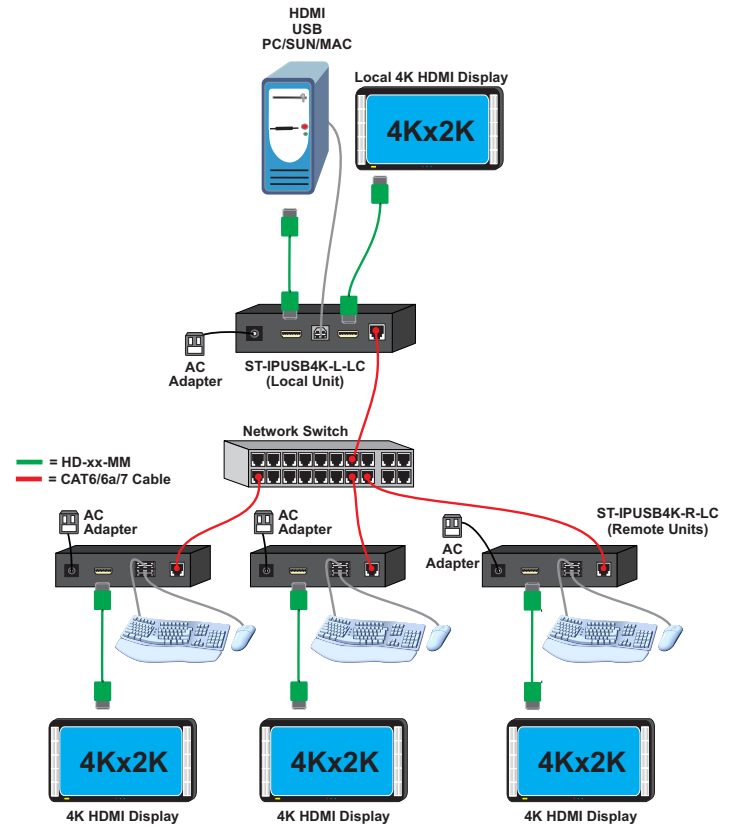 HDMI
USB
PC/SUN/MAC
Local 4K HDMI Display
4Kx2K
AC
Adapter
ST-IPUSB4K-L-LC
(Local Unit)
Network Switch
= HD-xx-MM
= CAT6/6a/7 Cable
AC
Adapter
AC
Adapter
AC
Adapter
ST-IPUSB4K-R-LC
(Remote Units)
4Kx2K
4Kx2K
4Kx2K
4K HDMI Display
4K HDMI Display
4K HDMI Display